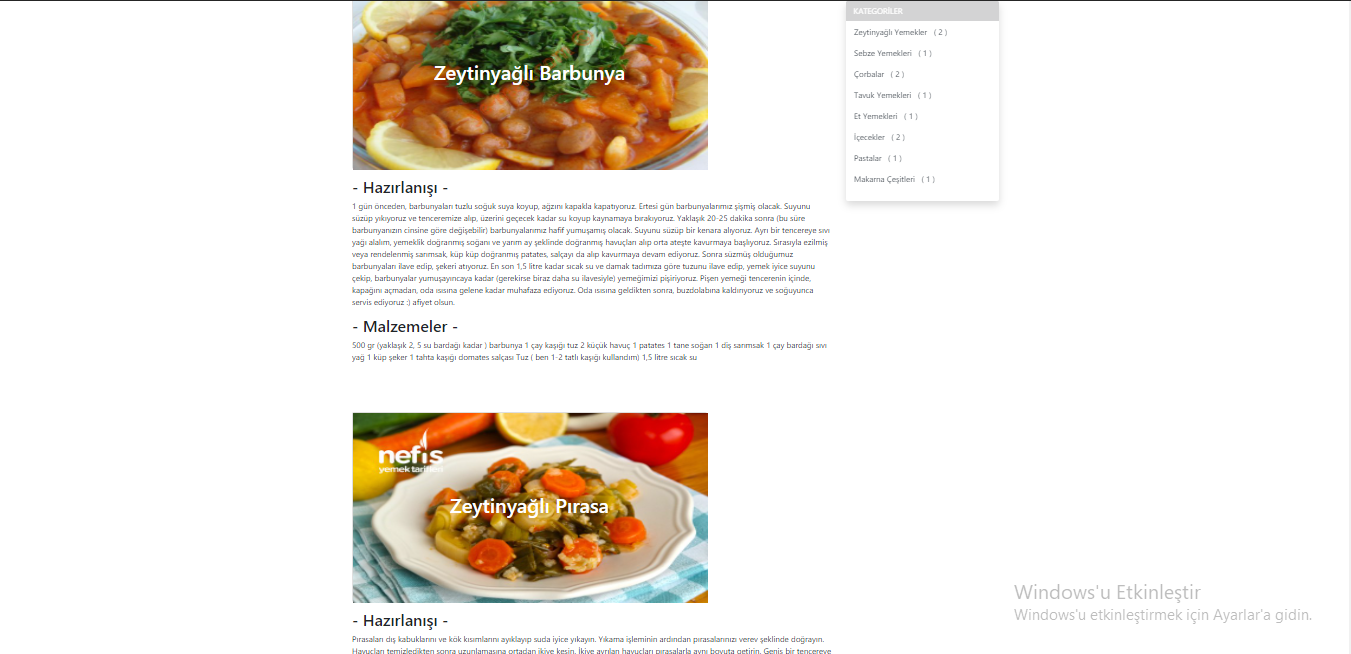 Zeytinyağlı Barbunya
- Hazırlanışı -
1 gün önceden, barbunyaları tuzlu soğuk suya koyup, ağzını kapakla kapatıyoruz. Ertesi gün barbunyalarımız şişmiş olacak. Suyunu
süzüp yıkıyoruz ve tenceremize alıp, üzerini geçecek kadar su koyup kaynamaya bırakıyoruz. Yaklaşık 20-25 dakika sonra (bu süre
barbunyanızın cinsine göre değişebilir) barbunyalarımız hafif yumuşamış olacak. Suyunu süzüp bir kenara alıyoruz. Ayrı bir tencereye sıvı
yağı alalım, yemeklik doğranmış soğanı ve yarım ay şeklinde doğranmış havuçları alıp orta ateşte kavurmaya başlıyoruz. Sırasıyla ezilmiş
veya rendelenmiş sarımsak, küp küp doğranmış patates, salçayı da alıp kavurmaya devam ediyoruz. Sonra süzmüş olduğumuz
barbunyaları ilave edip, şekeri atıyoruz. En son 1,5 litre kadar sıcak su ve damak tadımıza göre tuzunu ilave edip, yemek iyice suyunu
çekip, barbunyalar yumuşayıncaya kadar (gerekirse biraz daha su ilavesiyle) yemeğimizi pişiriyoruz. Pişen yemeği tencerenin içinde,
kapağını açmadan, oda ısısına gelene kadar muhafaza ediyoruz. Oda ısısına geldikten sonra, buzdolabına kaldırıyoruz ve soğuyunca
servis ediyoruz :) afiyet olsun.
- Malzemeler -
500 gr (yaklaşık 2, 5 su bardağı kadar ) barbunya 1 çay kaşığı tuz 2 küçük havuç 1 patates 1 tane soğan 1 diş sarımsak 1 çay bardağı sıvı
yağ 1 küp şeker 1 tahta kaşığı domates salçası Tuz ( ben 1-2 tatlı kaşığı kullandım) 1,5 litre sıcak su
nefis
yemek tarifleri
Zeytinyağlı Pırasa
- Hazırlanışı -
Pırasaları dış kabuklarını ve kök kısımlarını ayıklayıp suda iyice yıkayın. Yıkama işleminin ardından pırasalarınızı verev şeklinde doğrayın.
Havuçları temizledikten sonra uzunlamasına ortadan ikiye kesin. İkiye ayrılan havuçları pırasalarla aynı boyuta getirin. Geniş bir tencereye
KATEGORİLER
Zeytinyağlı Yemekler ( 2 )
Sebze Yemekleri ( 1 )
Çorbalar ( 2 )
Tavuk Yemekleri ( 1 )
Et Yemekleri ( 1 )
İçecekler ( 2 )
Pastalar ( 1 )
Makarna Çeşitleri ( 1 )
Windows'u Etkinleştir
Windows'u etkinleştirmek için Ayarlar'a gidin.